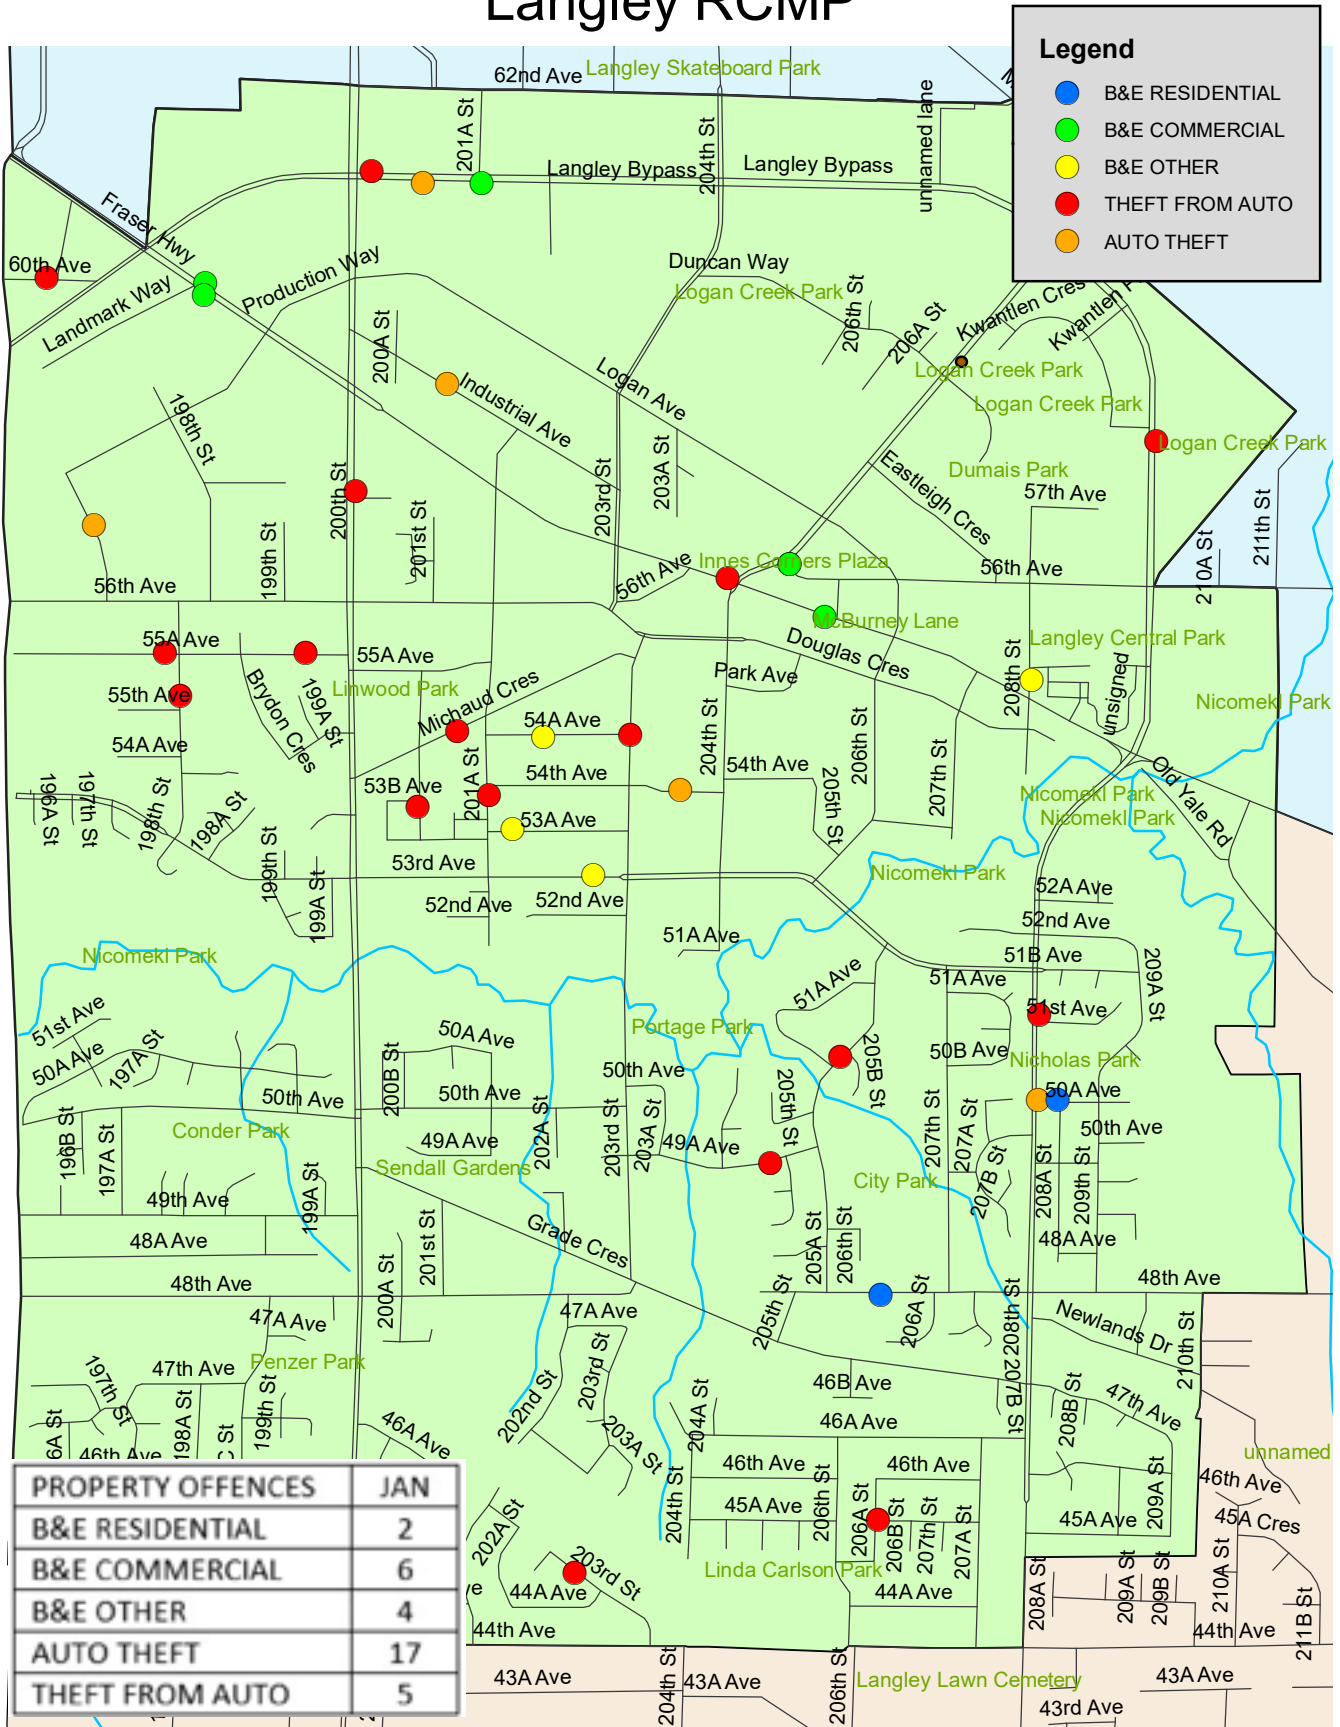 Langley RCMP
Legend
B&E RESIDENTIAL
B&E COMMERCIAL
B&E OTHER
THEFT FROM AUTO
AUTO THEFT
62nd Ave
Langley Skateboard Park
201A St
204th St
unnamed lane
Langley Bypass
Langley Bypass
Fraser Hwy
60th Ave
Landmark Way
Production Way
Duncan Way
Logan Creek Park
206th St
206A St
Kwantlen Cres
Kwantlen
200A St
Logan Ave
Logan Creek Park
Logan Creek Park
Industrial Ave
198th St
203A St
203rd St
Logan Creek Park
Dumais Park
Eastleigh Cres
57th Ave
200th St
201st St
199th St
211th St
210A St
56th Ave
56th Ave
Innes Corners Plaza
56th Ave
McBurney Lane
Langley Central Park
55A Ave
55A Ave
Douglas Cres
208th St
unsigned
Park Ave
Linwood Park
55th Ave
Brydon Cres
199A St
Michaud Cres
54A Ave
204th St
206th St
207th St
Nicomekl Park
54A Ave
54th Ave
54th Ave
Old Yale Rd
196A St
197th St
198th St
198A St
53B Ave
201A St
205th St
Nicomekl Park
Nicomekl Park
53A Ave
199th St
53rd Ave
Nicomekl Park
199A St
52nd Ave
52nd Ave
52A Ave
52nd Ave
51A Ave
51B Ave
209A St
Nicomekl Park
51A Ave
51A Ave
51st Ave
50A Ave
197A St
50A Ave
Portage Park
51st Ave
205B St
50B Ave
Nicholas Park
200B St
50th Ave
50th Ave
50th Ave
205th St
50A Ave
196B St
197A St
Conder Park
49A Ave
202A St
203rd St
203A St
49A Ave
207th St
207A St
50th Ave
Sendall Gardens
City Park
207B St
208A St
209th St
49th Ave
199A St
48A Ave
201st St
Grade Cres
205A St
206th St
48A Ave
48th Ave
200A St
48th Ave
47A Ave
47A Ave
205th St
206A St
208th St
Newlands Dr
210th St
47th Ave
Penzer Park
197th St
198A St
199th St
C St
6A St
46th Ave
46A Ave
202nd St
203rd St
203A St
46B Ave
207B St
208B St
47th Ave
204A St
46A Ave
unnamed
46th Ave
46th Ave
46th Ave
204th St
45A Ave
206th St
206A St
206B St
207th St
207A St
45A Ave
209A St
45A Cres
202A St
203rd St
44A Ave
Linda Carlson Park
44A Ave
208A St
209A St
209B St
210A St
211B St
ve
44th Ave
44th Ave
43A Ave
204th St
43A Ave
206th St
Langley Lawn Cemetery
43A Ave
43rd Ave
PROPERTY OFFENCES JAN
B&E RESIDENTIAL 2
B&E COMMERCIAL 6
B&E OTHER 4
AUTO THEFT 17
THEFT FROM AUTO 5